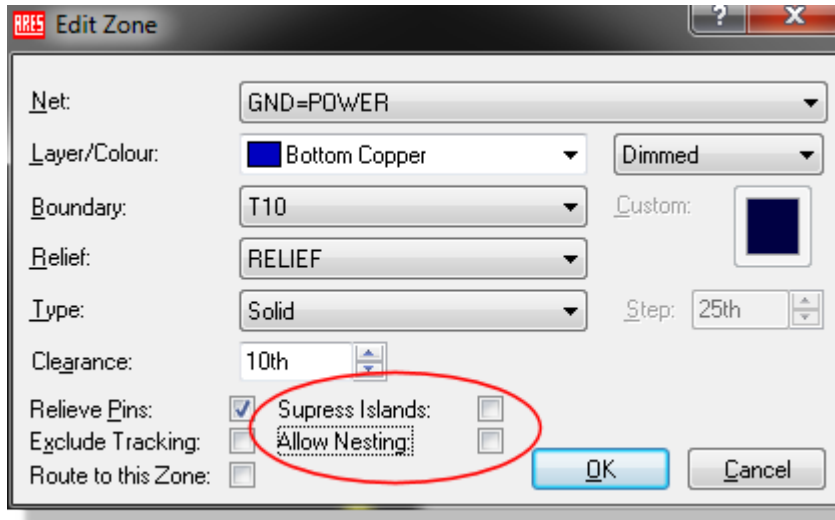 ARES Edit Zone
Net: GND=POWER
Layer/Colour: Bottom Copper Dimmed
Boundary: T10 Custom:
Relief: RELIEF
Type: Solid Step: 25th
Clearance: 10th
Relieve Pins: Supress Islands:
Exclude Tracking: Allow Nesting:
Route to this Zone: OK Cancel